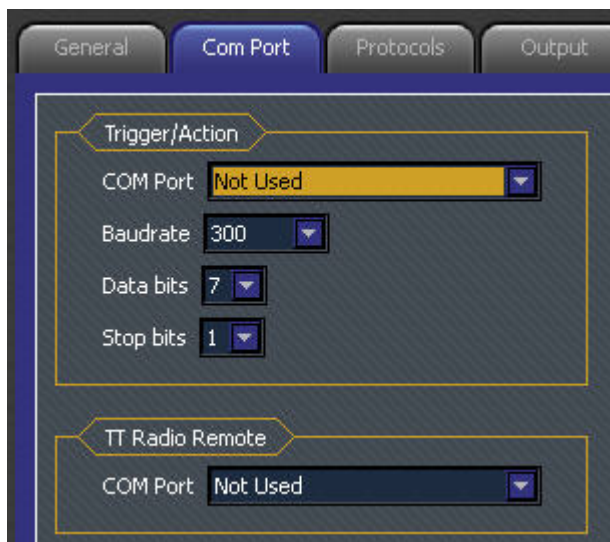 General Com Port Protocols Output
Trigger/Action
COM Port Not Used
Baudrate 300
Data bits 7
Stop bits 1
TT Radio Remote
COM Port Not Used